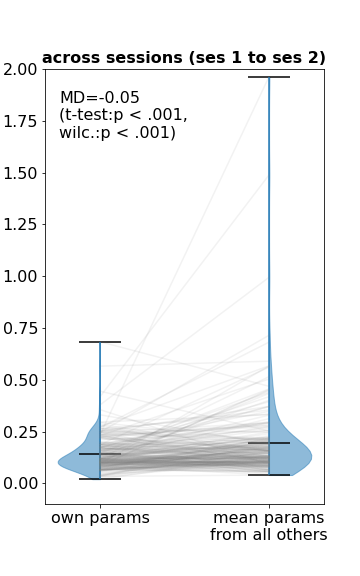 across sessions (ses 1 to ses 2)
2.00
MD=-0.05
(t-test:p < .001,
wilc.:p < .001)
1.75
1.50
1.25
1.00
0.75
0.50
0.25
0.00
own params
mean params
from all others